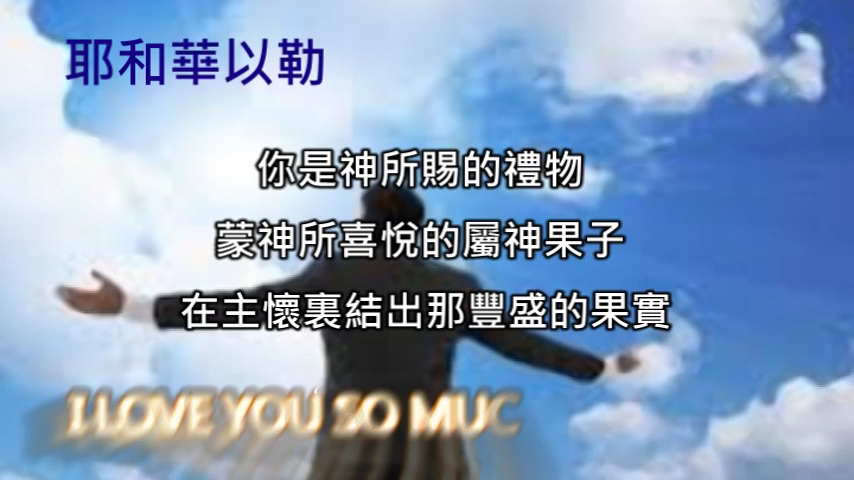 耶和華以勒
你是神所賜的禮物
蒙神所喜悅的屬神果子
在主懷裏結出那豐盛的果實
I LOVE YOU SO MUC